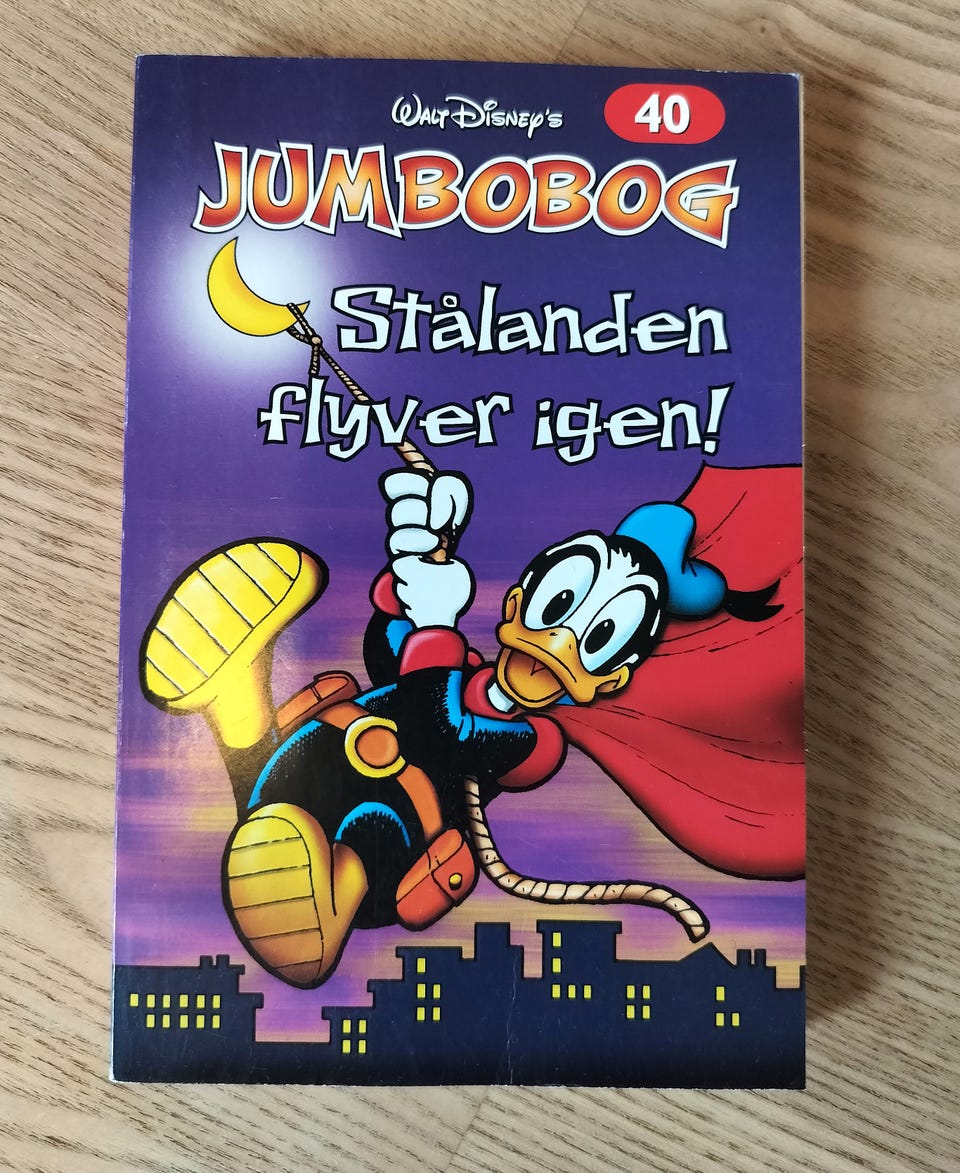 Walt Disney's
40
JUMBOBOG
Stålanden
flyver igen!